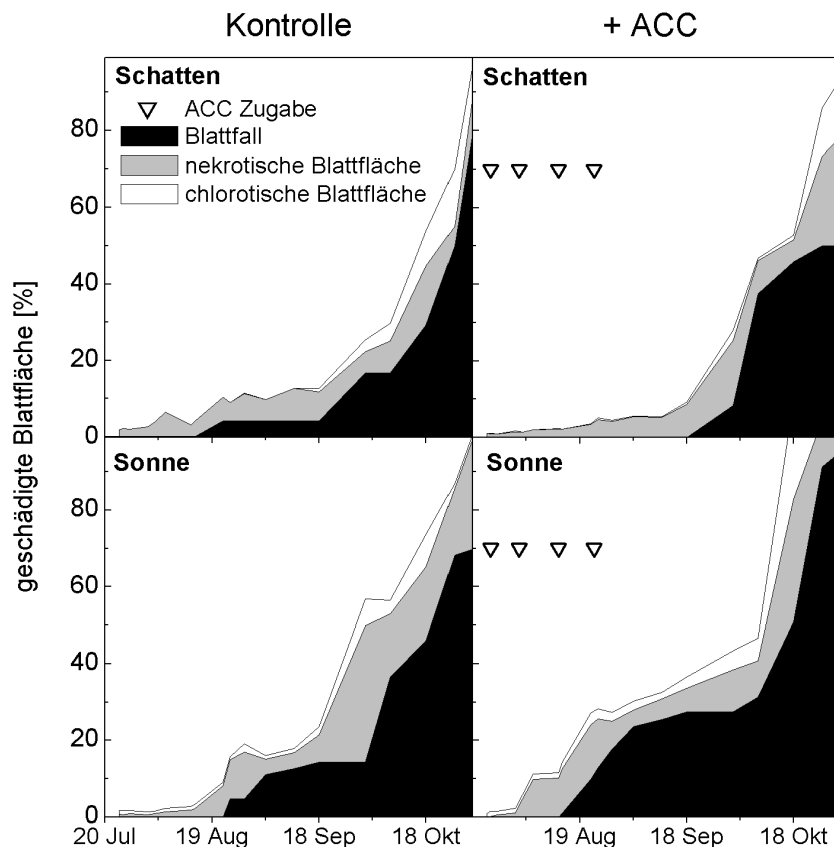 Kontrolle
+ ACC
Schatten
ACC Zugabe
Blattfall
nekrotische Blattfläche
chlorotische Blattfläche
Schatten
80
60
40
20
0
geschädigte Blattfläche [%]
Sonne
Sonne
80
60
40
20
0
20 Jul
19 Aug
18 Sep
18 Okt
19 Aug
18 Sep
18 Okt